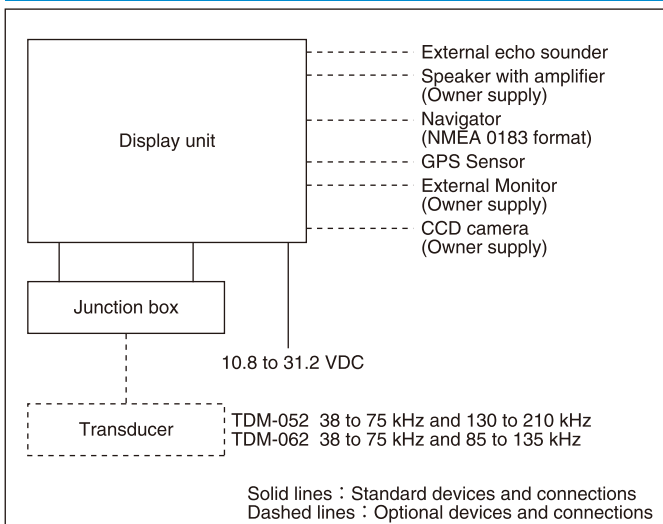 External echo sounder
Speaker with amplifier
(Owner supply)
Navigator
(NMEA 0183 format)
Display unit
GPS Sensor
External Monitor
(Owner supply)
CCD camera
(Owner supply)
Junction box
10.8 to 31.2 VDC
Transducer
TDM-052 38 to 75 kHz and 130 to 210 kHz
TDM-062 38 to 75 kHz and 85 to 135 kHz
Solid lines : Standard devices and connections
Dashed lines : Optional devices and connections